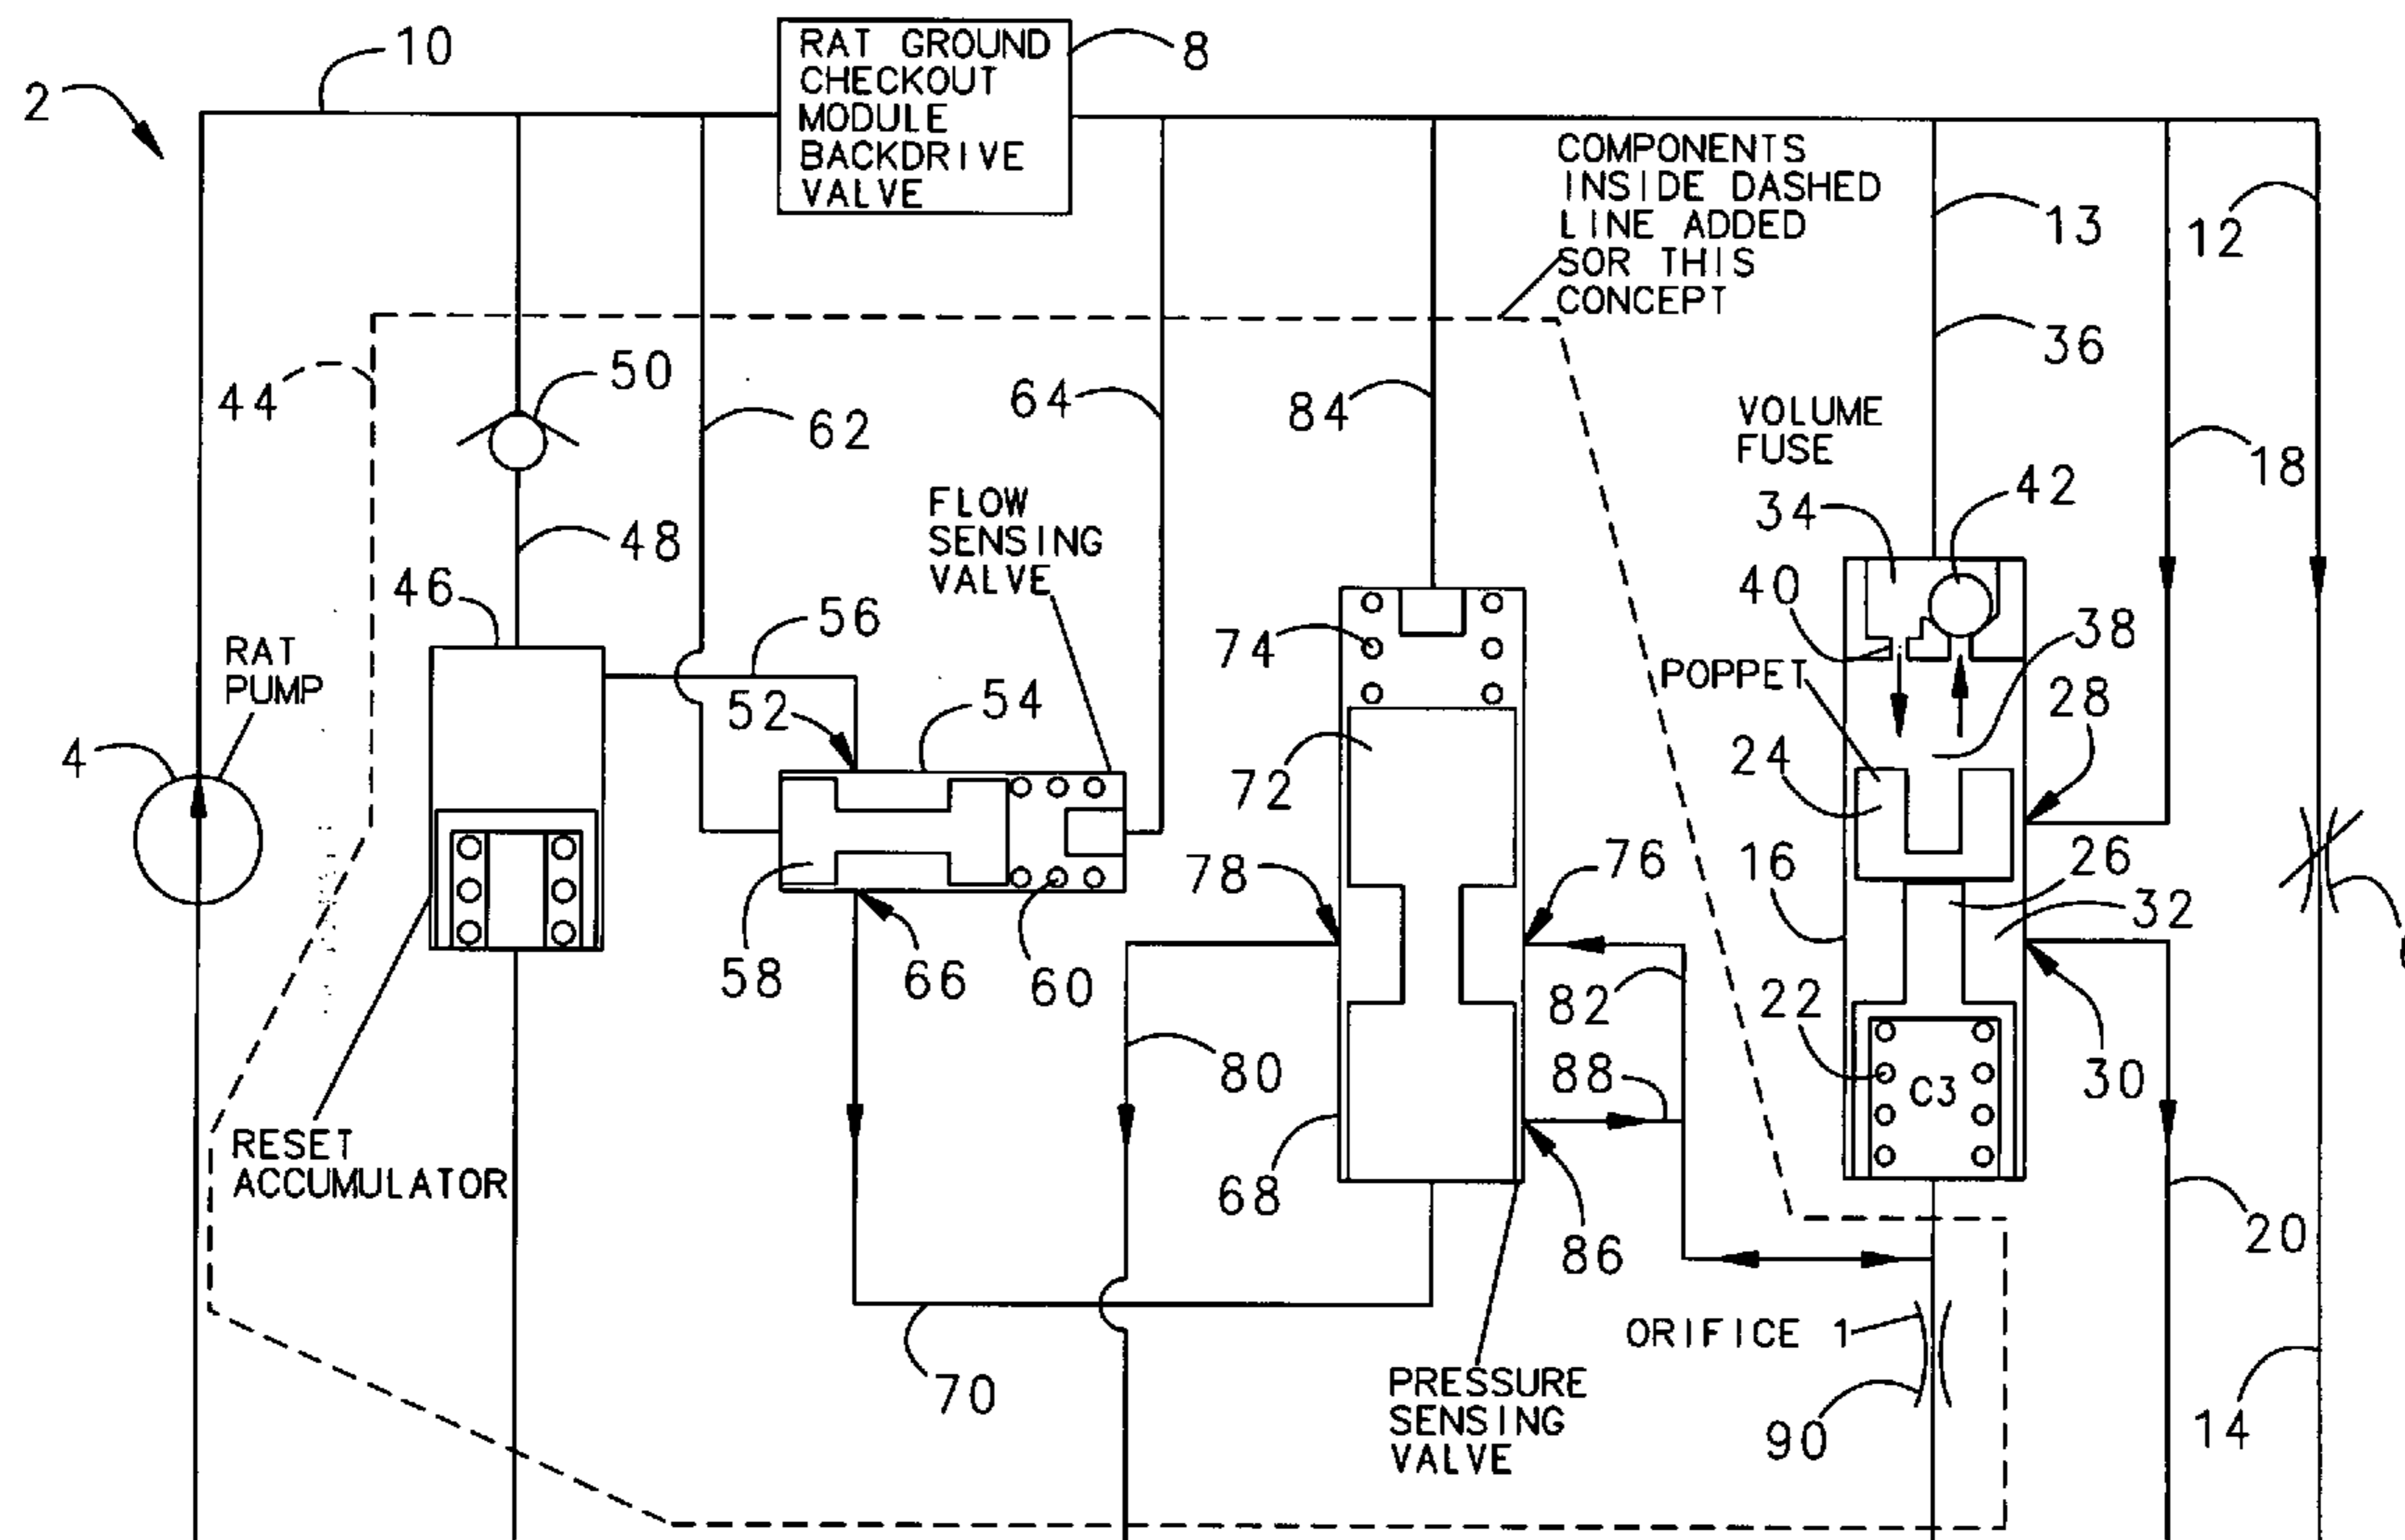 10
RAT GROUND
CHECKOUT
MODULE
BACKDRIVE
VALVE
8
2
COMPONENTS
INSIDE DASHED
LINE ADDED
SOR THIS
CONCEPT
13
12
36
44
50
62
64
84
VOLUME
FUSE
18
42
34
FLOW
SENSING
VALVE
48
46
40
56
38
74
RAT
PUMP
POPPET
28
52
54
4
24
72
26
16
76
78
32
58
66
60
82
22
80
88
C3
30
RESET
ACCUMULATOR
68
86
20
ORIFICE 1
70
PRESSURE
SENSING
VALVE
90
14